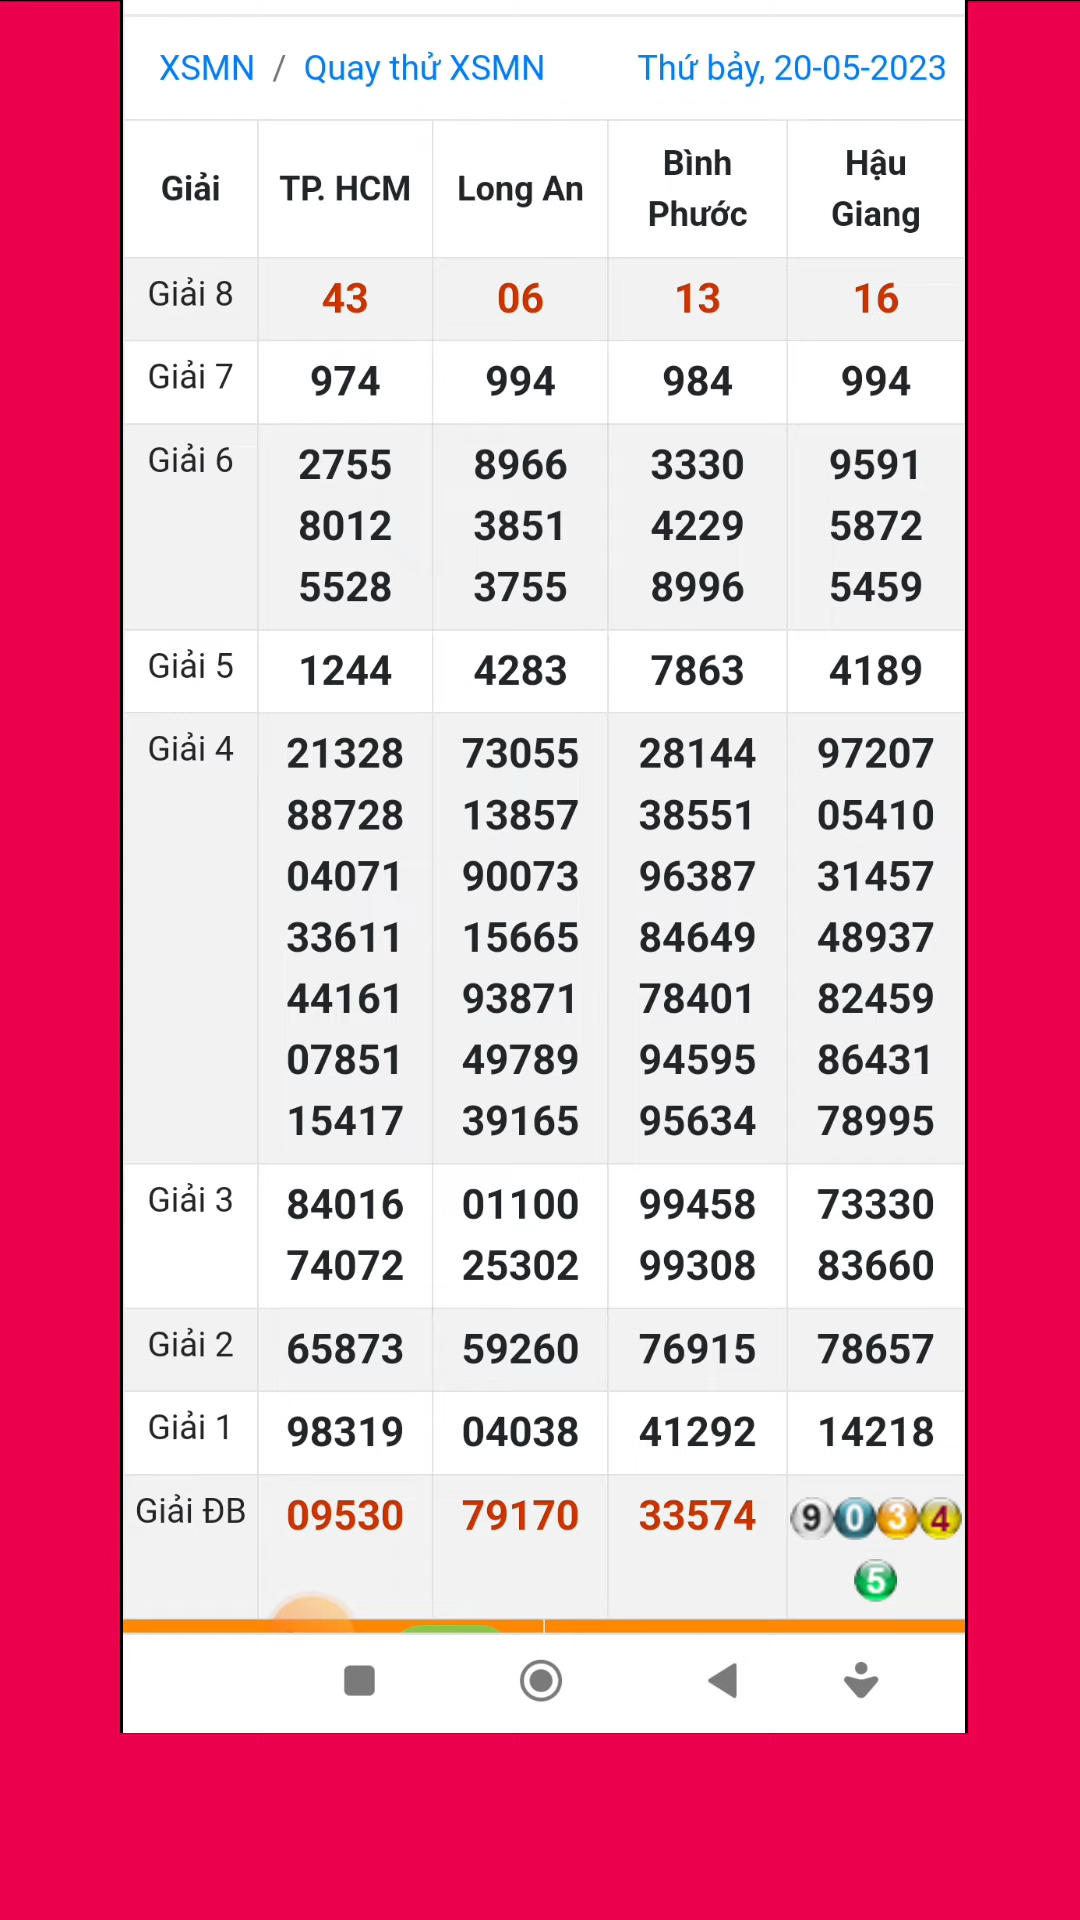 XSMN / Quay thử XSMN Thứ bảy, 20-05-2023
Giải TP. HCM Long An Bình Phước Hậu Giang
Giải 8 43 06 13 16
Giải 7 974 994 984 994
Giải 6 2755 8966 3330 9591
8012 3851 4229 5872
5528 3755 8996 5459
Giải 5 1244 4283 7863 4189
Giải 4 21328 73055 28144 97207
88728 13857 38551 05410
04071 90073 96387 31457
33611 15665 84649 48937
44161 93871 78401 82459
07851 49789 94595 86431
15417 39165 95634 78995
Giải 3 84016 01100 99458 73330
74072 25302 99308 83660
Giải 2 65873 59260 76915 78657
Giải 1 98319 04038 41292 14218
Giải ĐB 09530 79170 33574 9 0 3 4
5